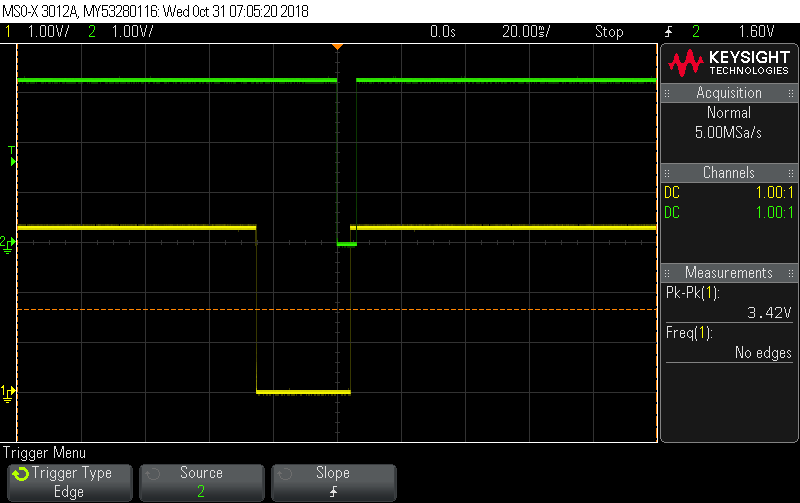 MSO-X 3012A, MY53280116: Wed Oct 31 07:05:20 2018
1 1.00V/ 2 1.00V/ 0.0s 20.00ms/ Stop 2 1.60V
KEYSIGHT
TECHNOLOGIES
Acquisition
Normal
5.00MSa/s
Channels
DC 1.00:1
DC 1.00:1
Measurements
Pk-Pk(1):
3.42V
Freq(1):
No edges
T
2
1
Trigger Menu
Trigger Type Source Slope
Edge 2